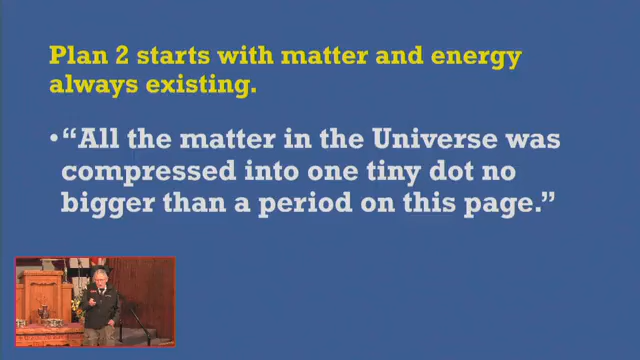 Plan 2 starts with matter and energy
always existing.
•“All the matter in the Universe was
compressed into one tiny dot no
bigger than a period on this page.”